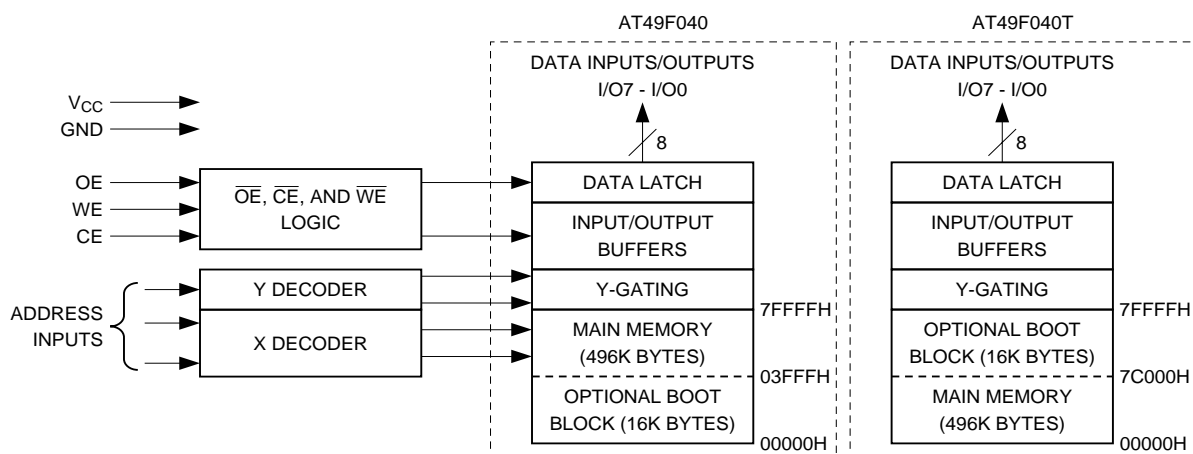 AT49F040
AT49F040T
DATA INPUTS/OUTPUTS
I/O7 - I/O0
8
DATA INPUTS/OUTPUTS
I/O7 - I/O0
8
VCC
GND
OE
WE
CE
OE, CE, AND WE
LOGIC
ADDRESS
INPUTS
Y DECODER
X DECODER
DATA LATCH
INPUT/OUTPUT
BUFFERS
Y-GATING
7FFFFH
MAIN MEMORY
(496K BYTES)
03FFFH
OPTIONAL BOOT
BLOCK (16K BYTES)
00000H
DATA LATCH
INPUT/OUTPUT
BUFFERS
Y-GATING
7FFFFH
OPTIONAL BOOT
BLOCK (16K BYTES)
7C000H
MAIN MEMORY
(496K BYTES)
00000H